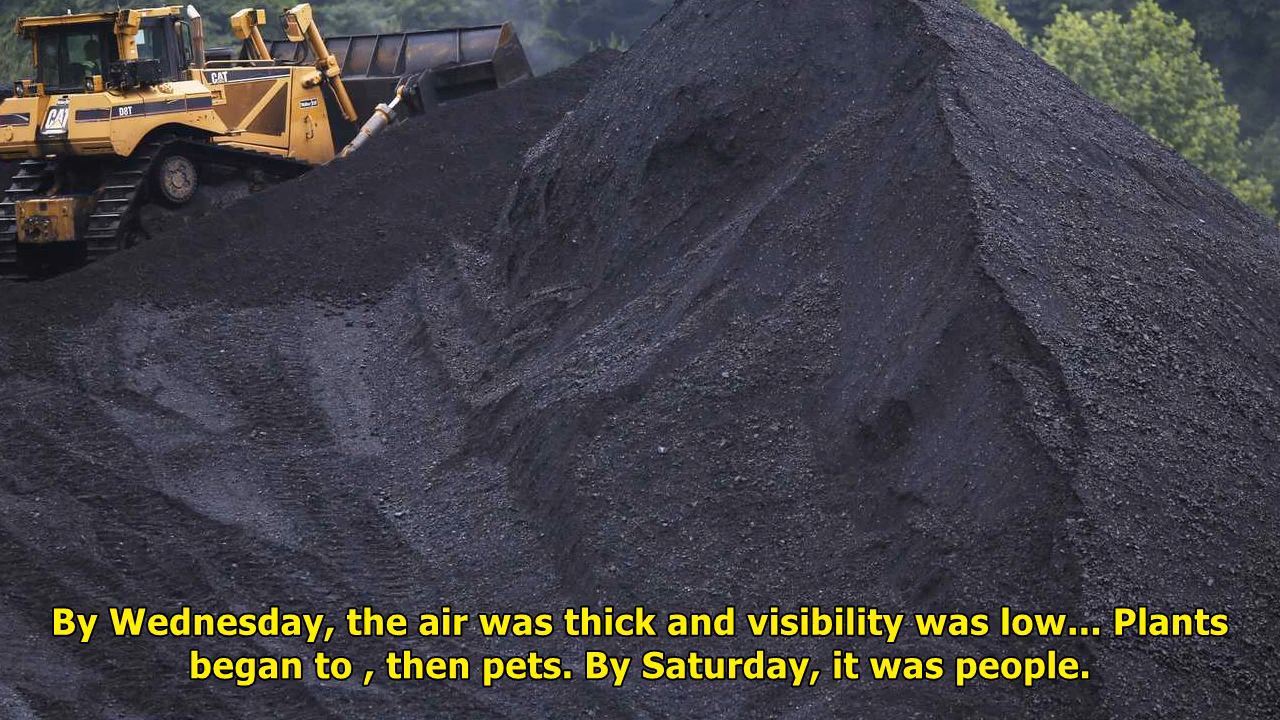 CAT
CAT
D8T
By Wednesday, the air was thick and visibility was low... Plants
began to , then pets. By Saturday, it was people.